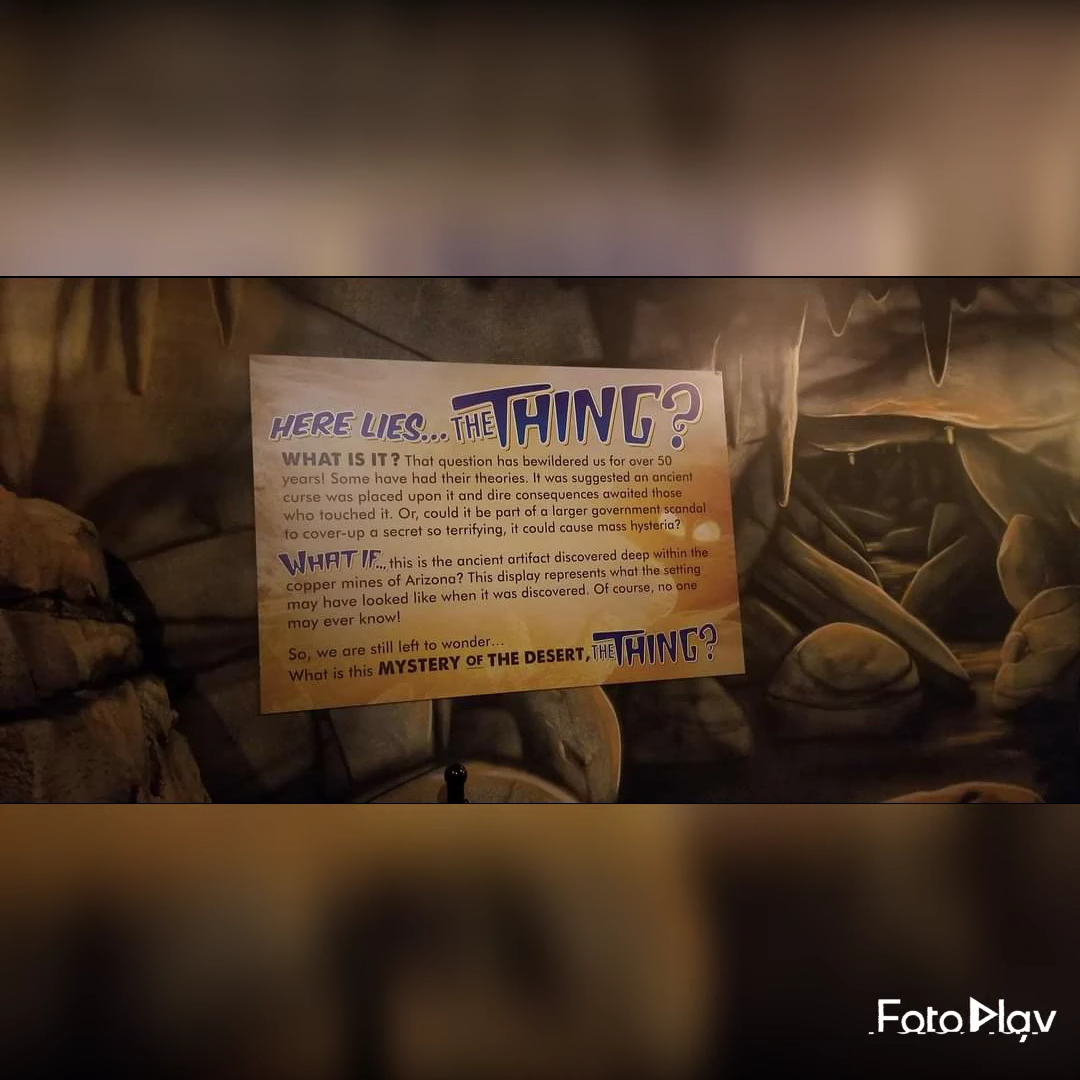 HERE LIES... THE THING?
WHAT IS IT? That question has bewildered us for over 50
years! Some have had their theories. It was suggested an ancient
curse was placed upon it and dire consequences awaited those
who touched it. Or, could it be part of a larger government scandal
to cover-up a secret so terrifying, it could cause mass hysteria?
WHAT IF... this is the ancient artifact discovered deep within the
copper mines of Arizona? This display represents what the setting
may have looked like when it was discovered. Of course, no one
may ever know!
So, we are still left to wonder...
What is this MYSTERY OF THE DESERT, THE THING?
FotoPlay